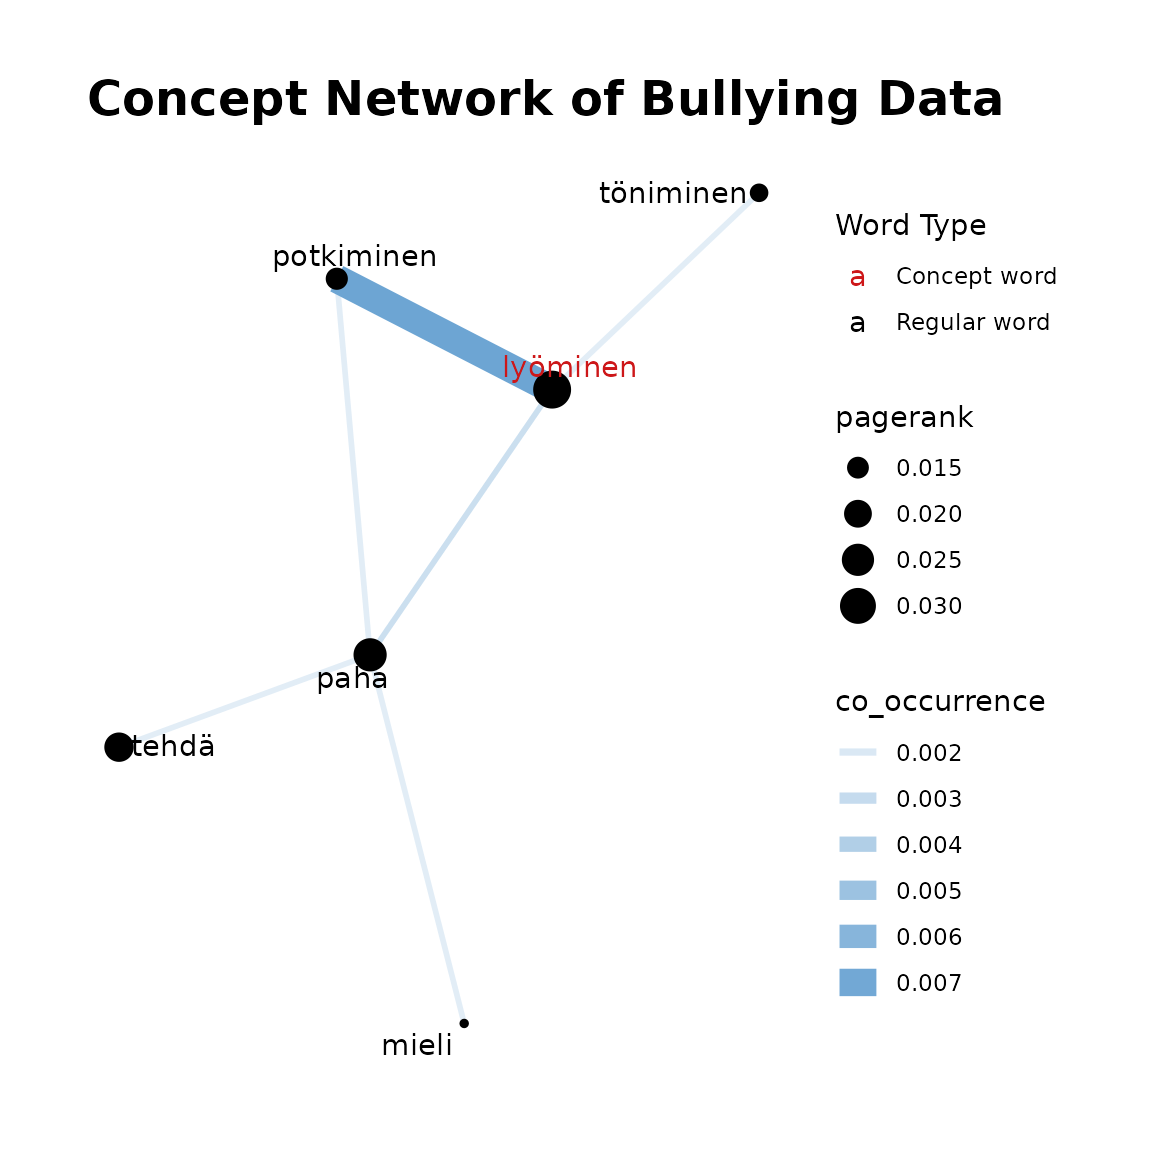 Concept Network of Bullying Data
töniminen
potkiminen
lyöminen
paha
tehdä
mieli
Word Type
a Concept word
a Regular word
pagerank
0.015
0.020
0.025
0.030
co_occurrence
0.002
0.003
0.004
0.005
0.006
0.007